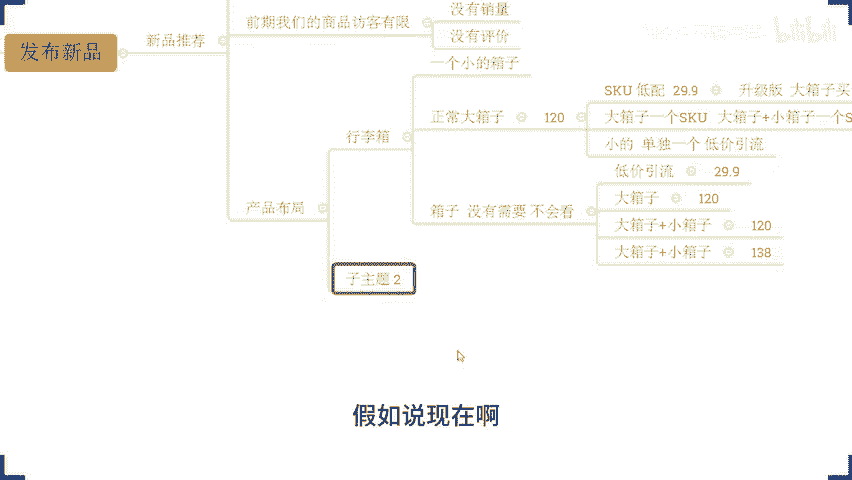 发布新品
新品推荐
前期我们的商品访客有限
没有销量
没有评价
产品布局
行李箱
一个小的箱子
正常大箱子 120
SKU 低配 29.9 升级版 大箱子买
大箱子一个SKU 大箱子+小箱子一个S
小的 单独一个 低价引流
箱子 没有需要 不会看
低价引流 29.9
大箱子 120
大箱子+小箱子 120
大箱子+小箱子 138
子主题 2
假如说现在啊
bilibili